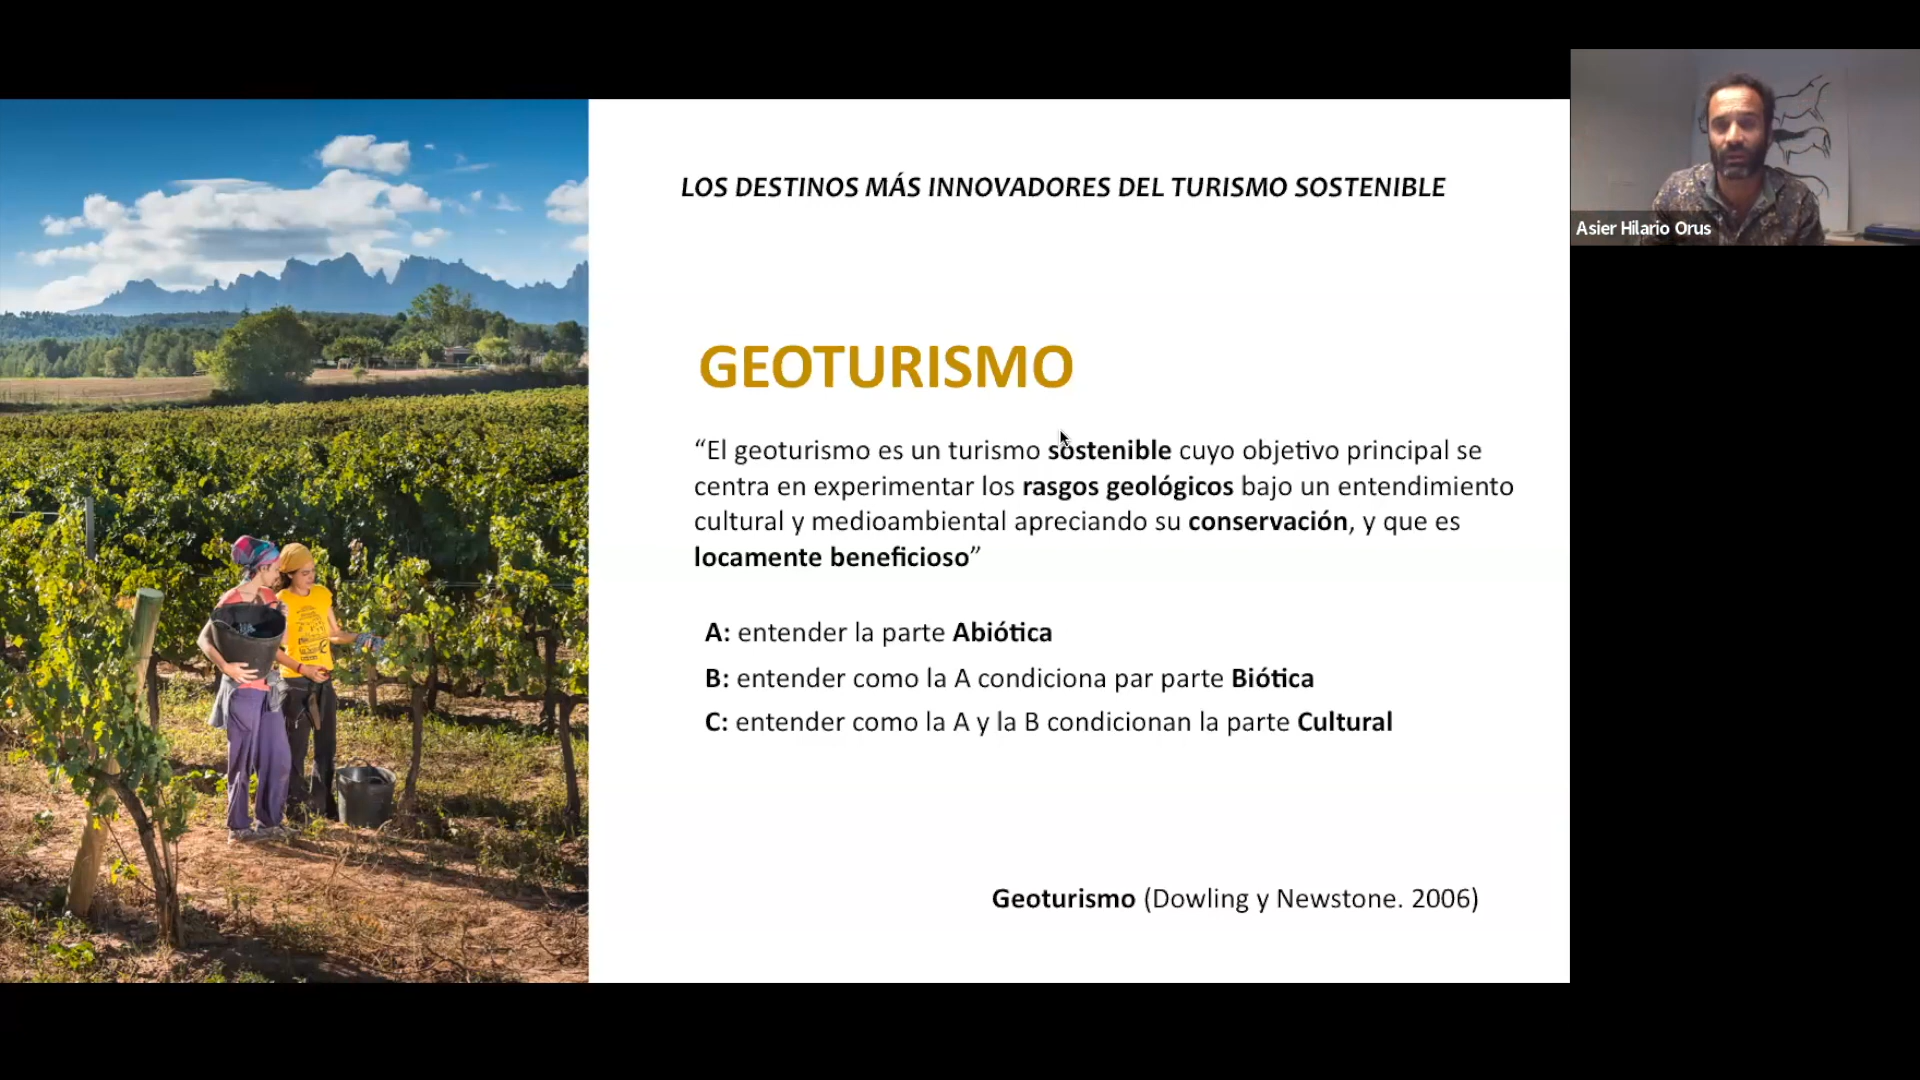 LOS DESTINOS MÁS INNOVADORES DEL TURISMO SOSTENIBLE
Asier Hilario Orus
GEOTURISMO
“El geoturismo es un turismo sostenible cuyo objetivo principal se
centra en experimentar los rasgos geológicos bajo un entendimiento
cultural y medioambiental apreciando su conservación, y que es
locamente beneficioso”
A: entender la parte Abiótica
B: entender como la A condiciona par parte Biótica
C: entender como la A y la B condicionan la parte Cultural
Geoturismo (Dowling y Newstone. 2006)